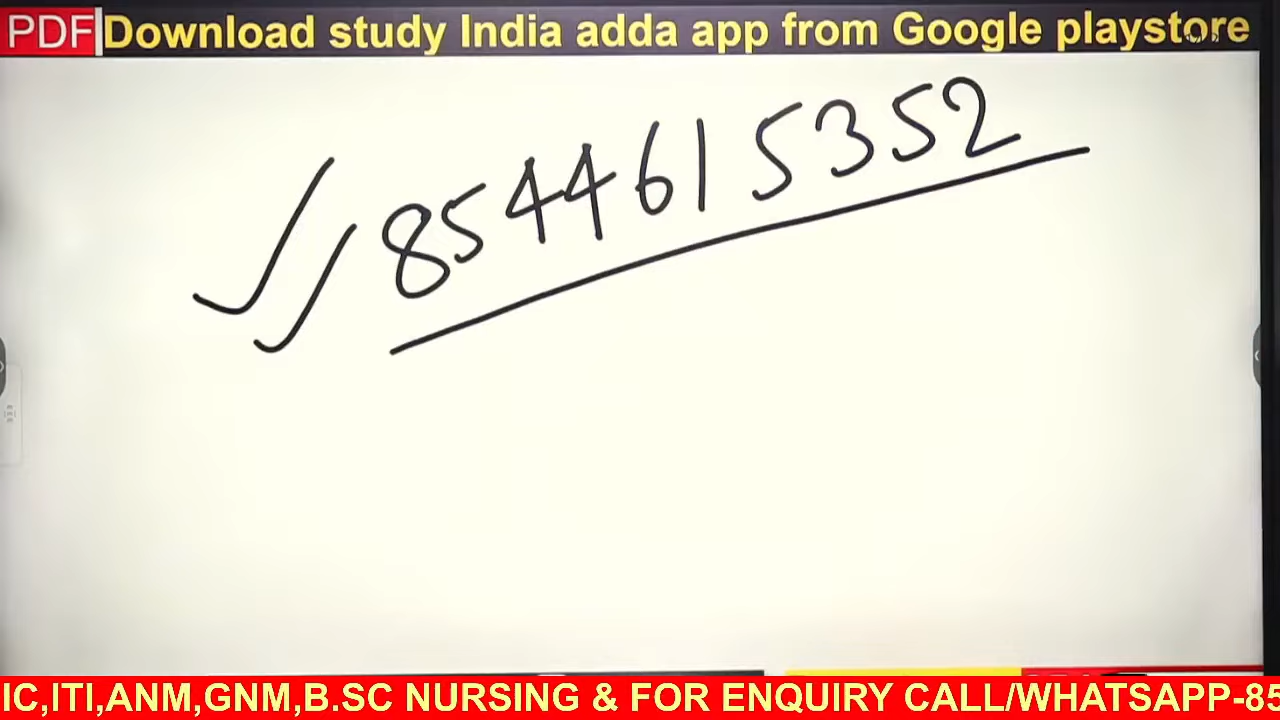 PDF Download study India adda app from Google playstore
8544615352
IC,ITI,ANM,GNM,B.SC NURSING & FOR ENQUIRY CALL/WHATSAPP-85